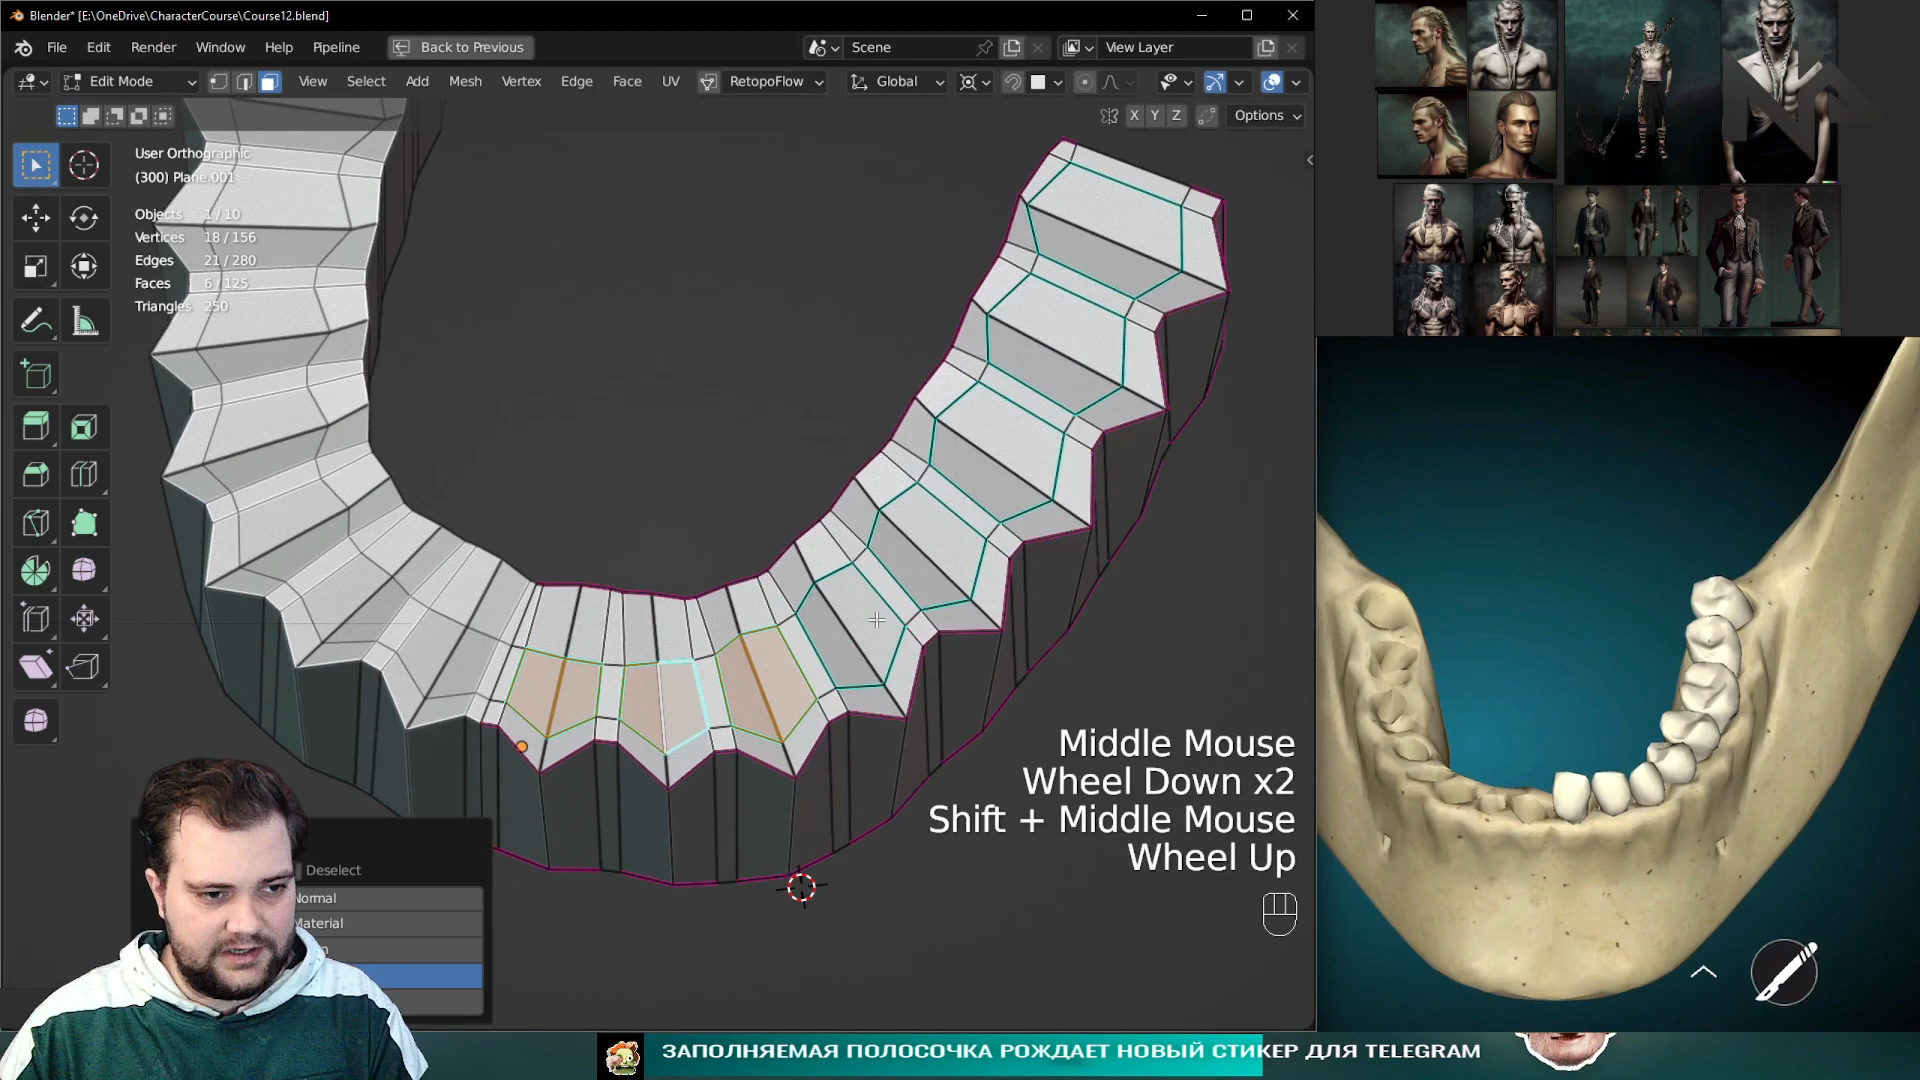 Blender* [E:\OneDrive\CharacterCourse\Course12.blend]
File Edit Render Window Help Pipeline Back to Previous Scene View Layer
Edit Mode View Select Add Mesh Vertex Edge Face UV RetopoFlow Global
X Y Z Options
User Orthographic
(300) Plane.001
Objects 1 / 10
Vertices 18 / 156
Edges 21 / 280
Faces 6 / 125
Triangles 250
Middle Mouse
Wheel Down x2
Shift + Middle Mouse
Wheel Up
Deselect
Normal
Material
ЗАПОЛНЯЕМАЯ ПОЛОСОЧКА РОЖДАЕТ НОВЫЙ СТИКЕР ДЛЯ TELEGRAM